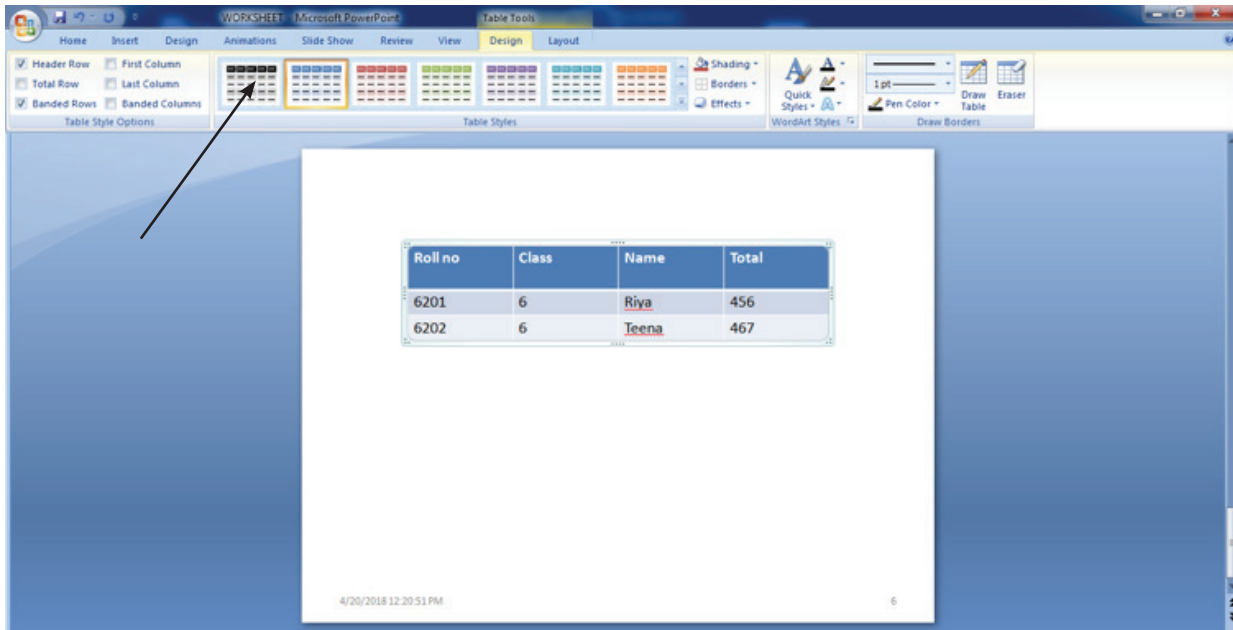 WORKSHEET - Microsoft PowerPoint Table Tools
Home Insert Design Animations Slide Show Review View Design Layout
Header Row First Column Shading
Total Row Last Column Borders
Banded Rows Banded Columns Effects
Quick Styles
1 pt
Pen Color
Draw Table
Eraser
Table Style Options Table Styles WordArt Styles Draw Borders
Roll no Class Name Total
6201 6 Riya 456
6202 6 Teena 467
4/20/2018 12:20:51 PM 6